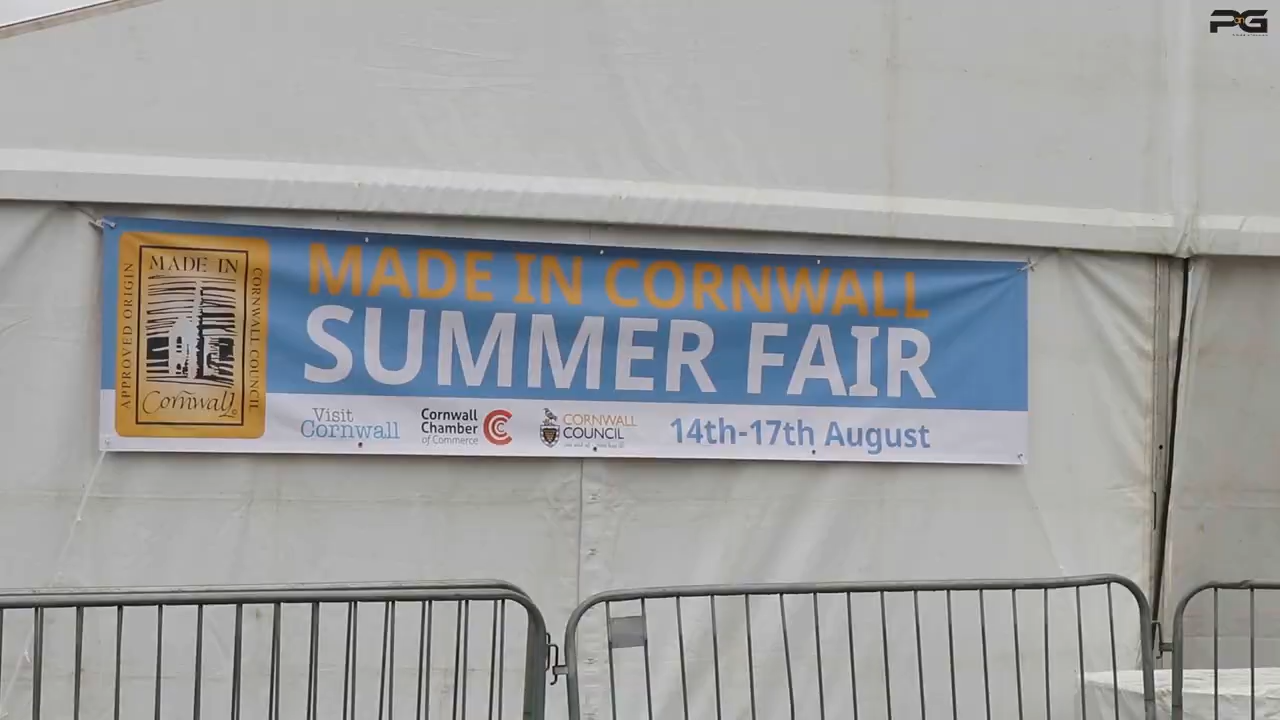 PanG
MADE IN CORNWALL
SUMMER FAIR
MADE IN
APPROVED ORIGIN
CORNWALL COUNCIL
Cornwall
Visit
Cornwall
Cornwall
Chamber
of Commerce
CORNWALL
COUNCIL
14th-17th August